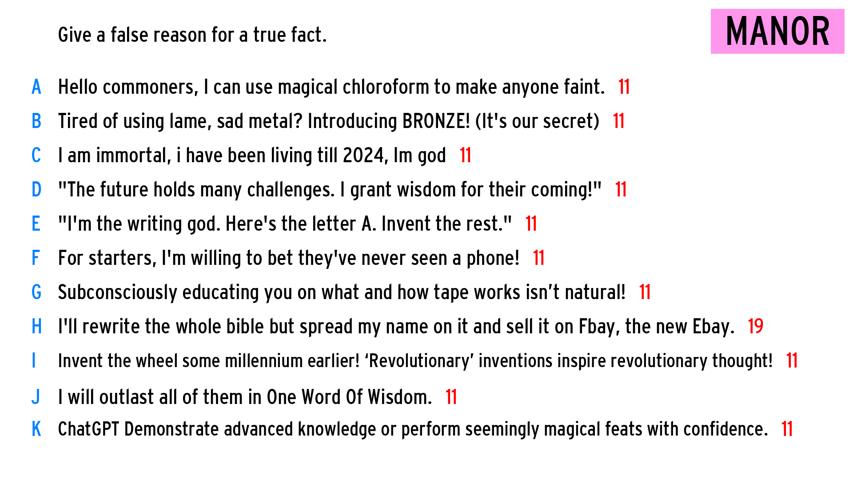 Give a false reason for a true fact.
MANOR
A Hello commoners, I can use magical chloroform to make anyone faint. 11
B Tired of using lame, sad metal? Introducing BRONZE! (It's our secret) 11
C I am immortal, i have been living till 2024, Im god 11
D "The future holds many challenges. I grant wisdom for their coming!" 11
E "I'm the writing god. Here's the letter A. Invent the rest." 11
F For starters, I'm willing to bet they've never seen a phone! 11
G Subconsciously educating you on what and how tape works isn’t natural! 11
H I'll rewrite the whole bible but spread my name on it and sell it on Fbay, the new Ebay. 19
I Invent the wheel some millennium earlier! ‘Revolutionary’ inventions inspire revolutionary thought! 11
J I will outlast all of them in One Word Of Wisdom. 11
K ChatGPT Demonstrate advanced knowledge or perform seemingly magical feats with confidence. 11